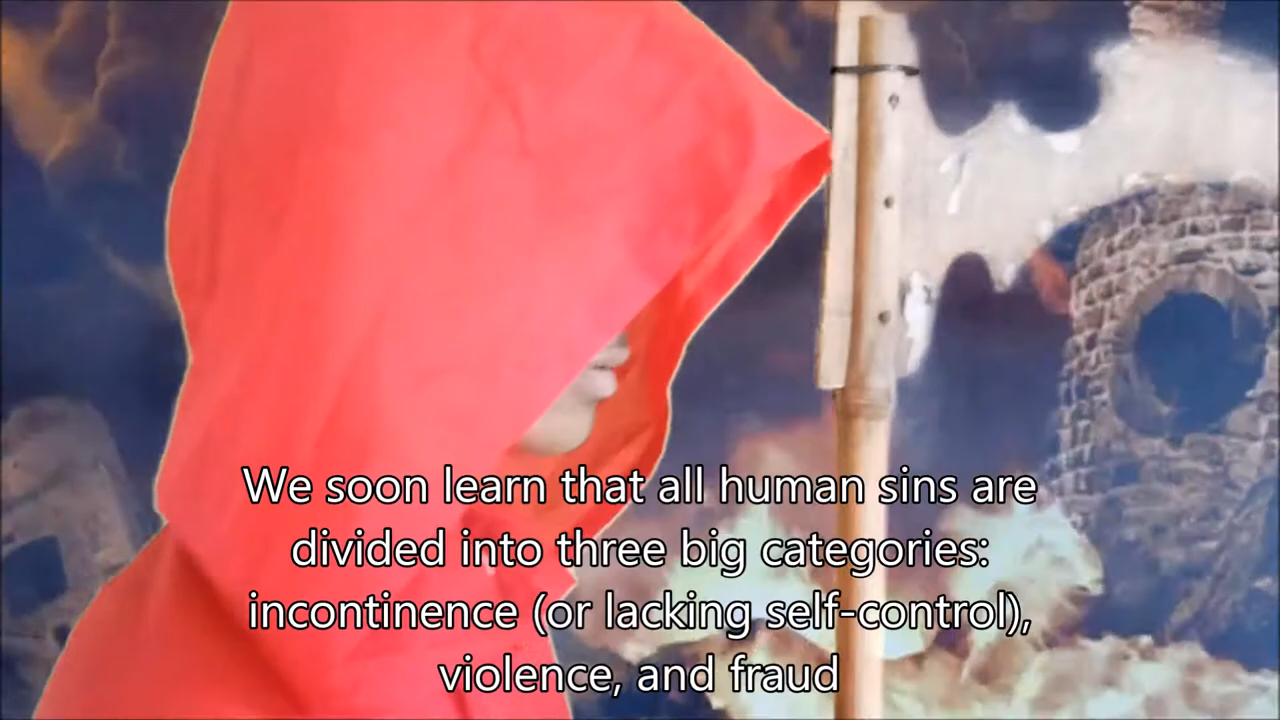 We soon learn that all human sins are
divided into three big categories:
incontinence (or lacking self-control),
violence, and fraud